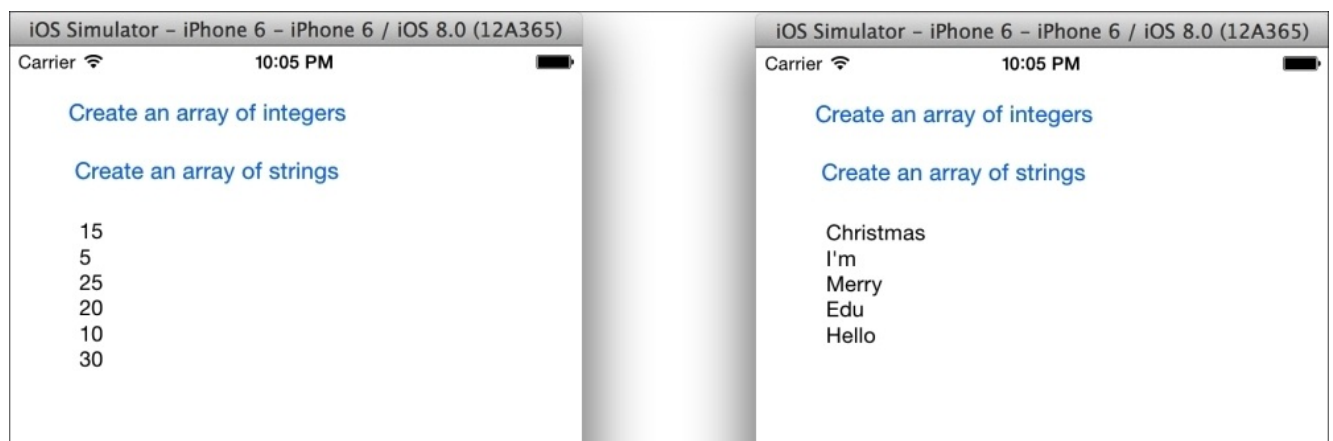 iOS Simulator – iPhone 6 – iPhone 6 / iOS 8.0 (12A365)
Carrier 10:05 PM
Create an array of integers
Create an array of strings
15
5
25
20
10
30
iOS Simulator – iPhone 6 – iPhone 6 / iOS 8.0 (12A365)
Carrier 10:05 PM
Create an array of integers
Create an array of strings
Christmas
I'm
Merry
Edu
Hello